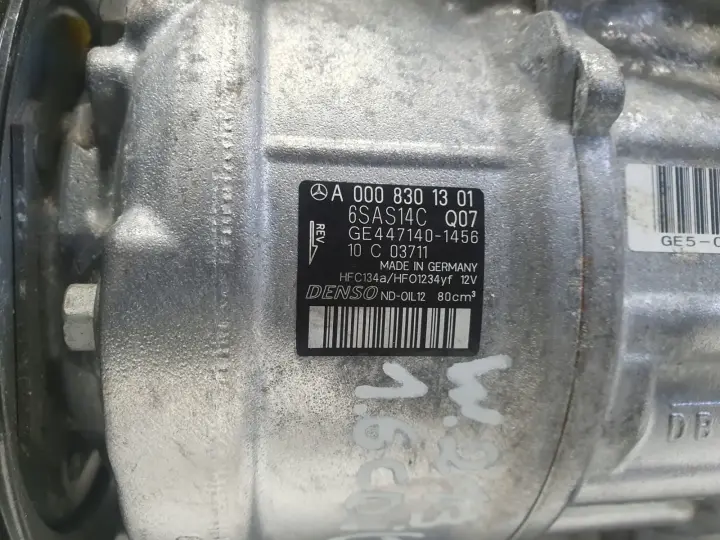 A 000 830 13 01
6SAS14C Q07
REV
GE447140-1456
10 C 03711
MADE IN GERMANY
HFC134a/HFO1234yf 12V
DENSO ND-OIL12 80cm³
GE5-
DB